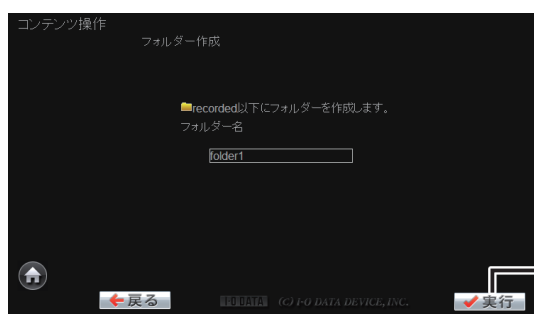 コンテンツ操作
フォルダー作成
recorded以下にフォルダーを作成します。
フォルダー名
folder1
戻る
I-O DATA (C) I-O DATA DEVICE, INC.
実行